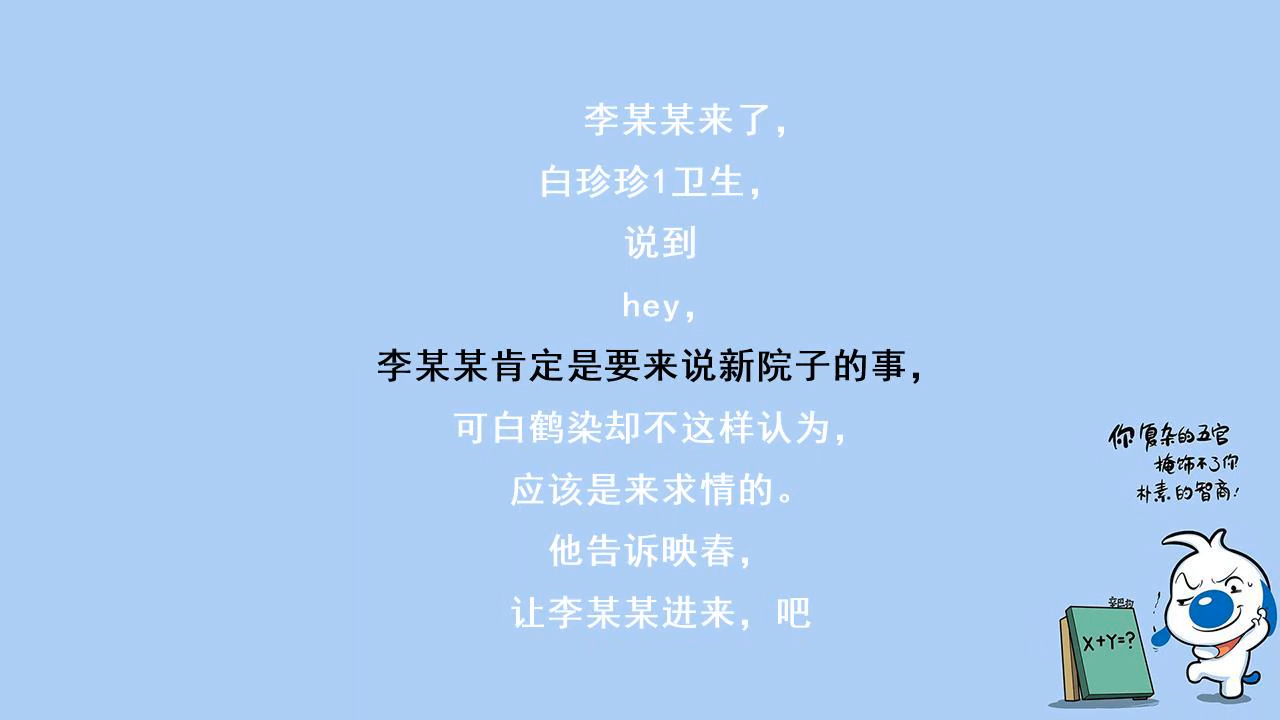 李某某来了，
白珍珍1卫生，
说到
hey，
李某某肯定是要来说新院子的事，
可白鹤染却不这样认为，
应该是来求情的。
他告诉映春，
让李某某进来，吧
你复杂的五官
掩饰不了你
朴素的智商！
X+Y=?